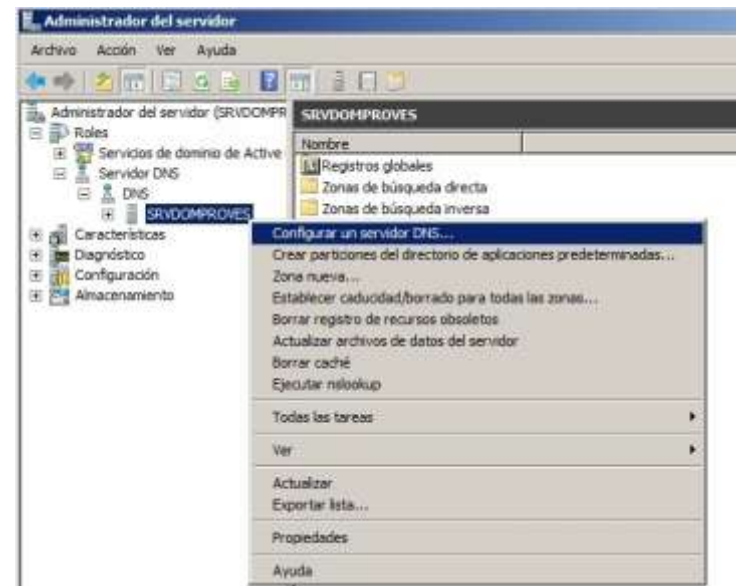 Administrador del servidor
Archivo Acción Ver Ayuda
Administrador del servidor (SRVDOMPR
Roles
Servicios de dominio de Active
Servidor DNS
DNS
SRVDOMPROVES
Características
Diagnóstico
Configuración
Almacenamiento
SRVDOMPROVES
Nombre
Registros globales
Zonas de búsqueda directa
Zonas de búsqueda inversa
Configurar un servidor DNS...
Crear particiones del directorio de aplicaciones predeterminadas...
Zona nueva...
Establecer caducidad/borrado para todas las zonas...
Borrar registro de recursos obsoletos
Actualizar archivos de datos del servidor
Borrar caché
Ejecutar nslookup
Todas las tareas
Ver
Actualizar
Exportar lista...
Propiedades
Ayuda